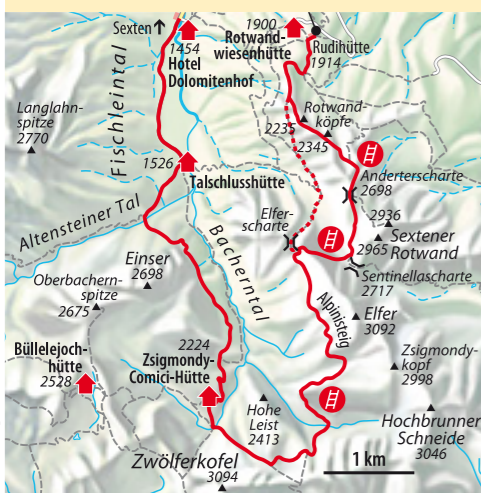 Sexten
1454
Hotel
Dolomitenhof
1900
Rotwand-
wiesenhütte
Rudihütte
1914
Fischleintal
Langlahn-
spitze
2770
2235
Rotwand-
köpfe
2345
1526
Talschlusshütte
Anderterscharte
2698
Altensteiner Tal
Elfer-
scharte
2936
2965
Sextener
Rotwand
Sentinellascharte
2717
Bacherntal
Einser
2698
Oberbachern-
spitze
2675
Alpinisteig
Elfer
3092
2224
Zsigmondy-
Comici-Hütte
Büllelejoch-
hütte
2528
Zsigmondy-
kopf
2998
Hohe
Leist
2413
Hochbrunner
Schneide
3046
Zwölferkofel
3094
1 km